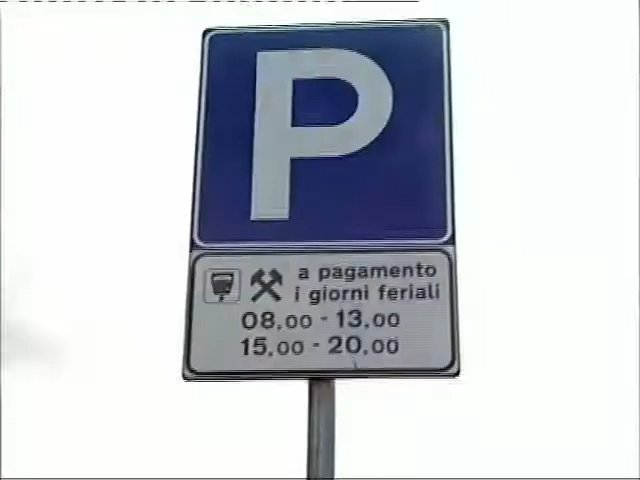 P
a pagamento
i giorni feriali
08,00 - 13,00
15,00 - 20,00